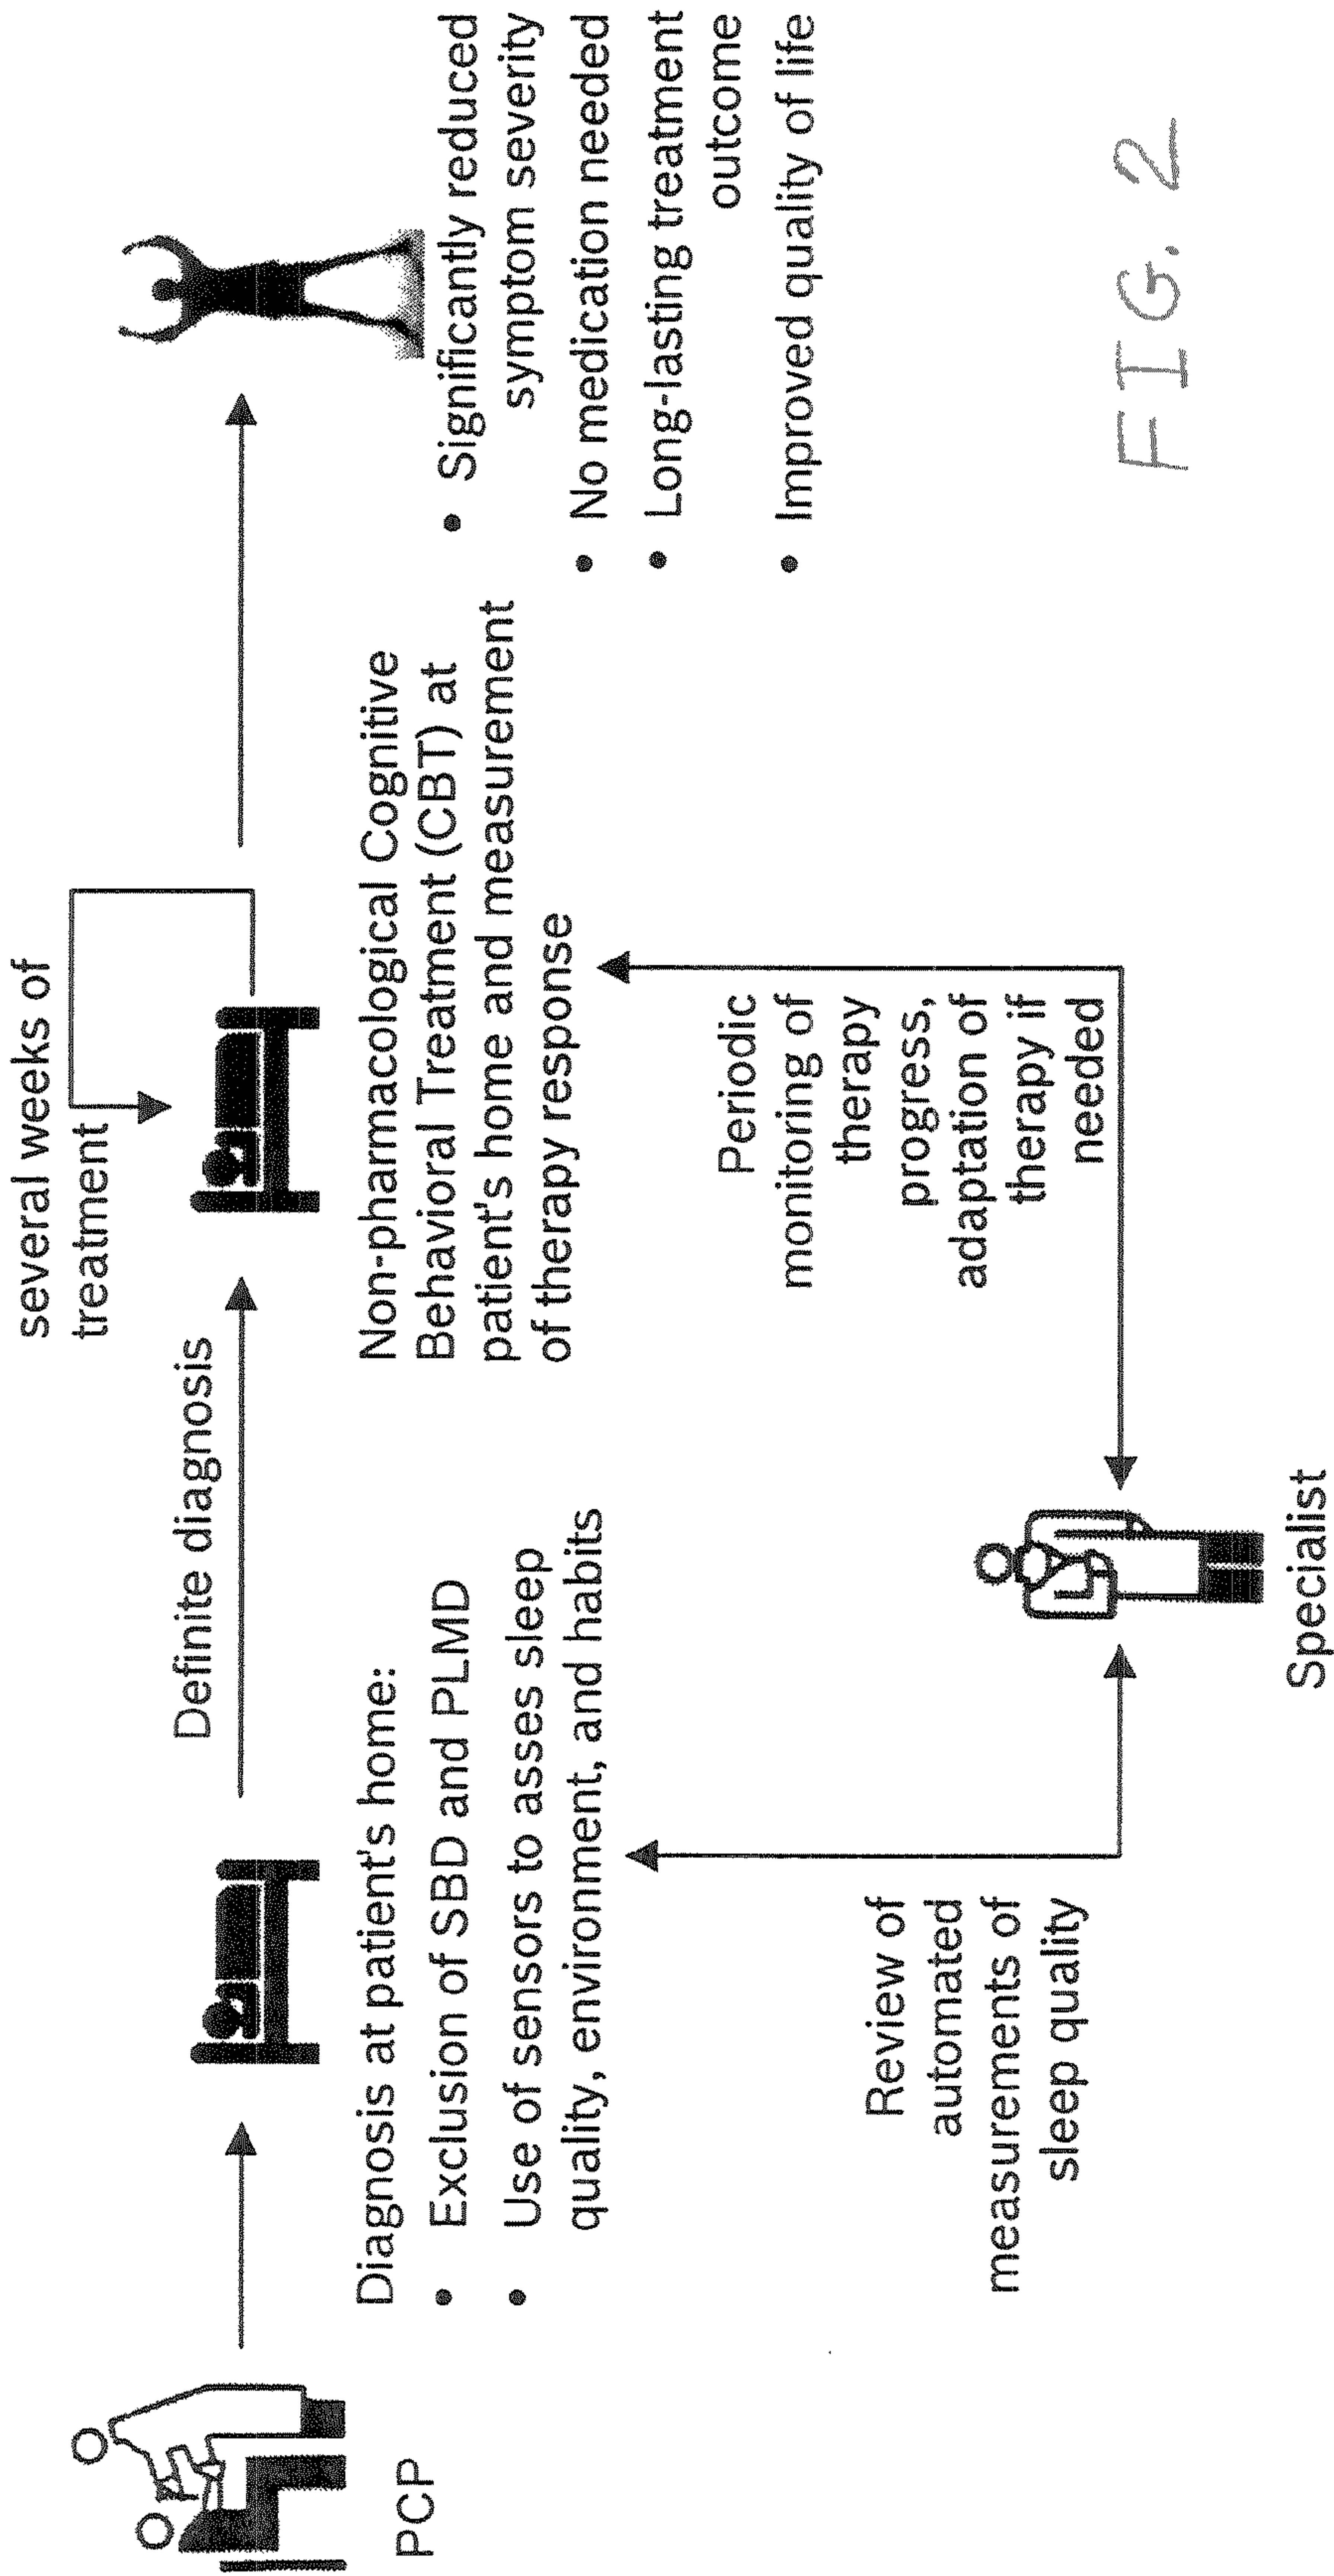 several weeks of
treatment
Definite diagnosis
PCP
Diagnosis at patient's home:
• Exclusion of SBD and PLMD
• Use of sensors to asses sleep
quality, environment, and habits
Non-pharmacological Cognitive
Behavioral Treatment (CBT) at
patient's home and measurement
of therapy response
• Significantly reduced
symptom severity
• No medication needed
• Long-lasting treatment
outcome
• Improved quality of life
Review of
automated
measurements of
sleep quality
Periodic
monitoring of
therapy
progress,
adaptation of
therapy if
needed
Specialist
FIG. 2